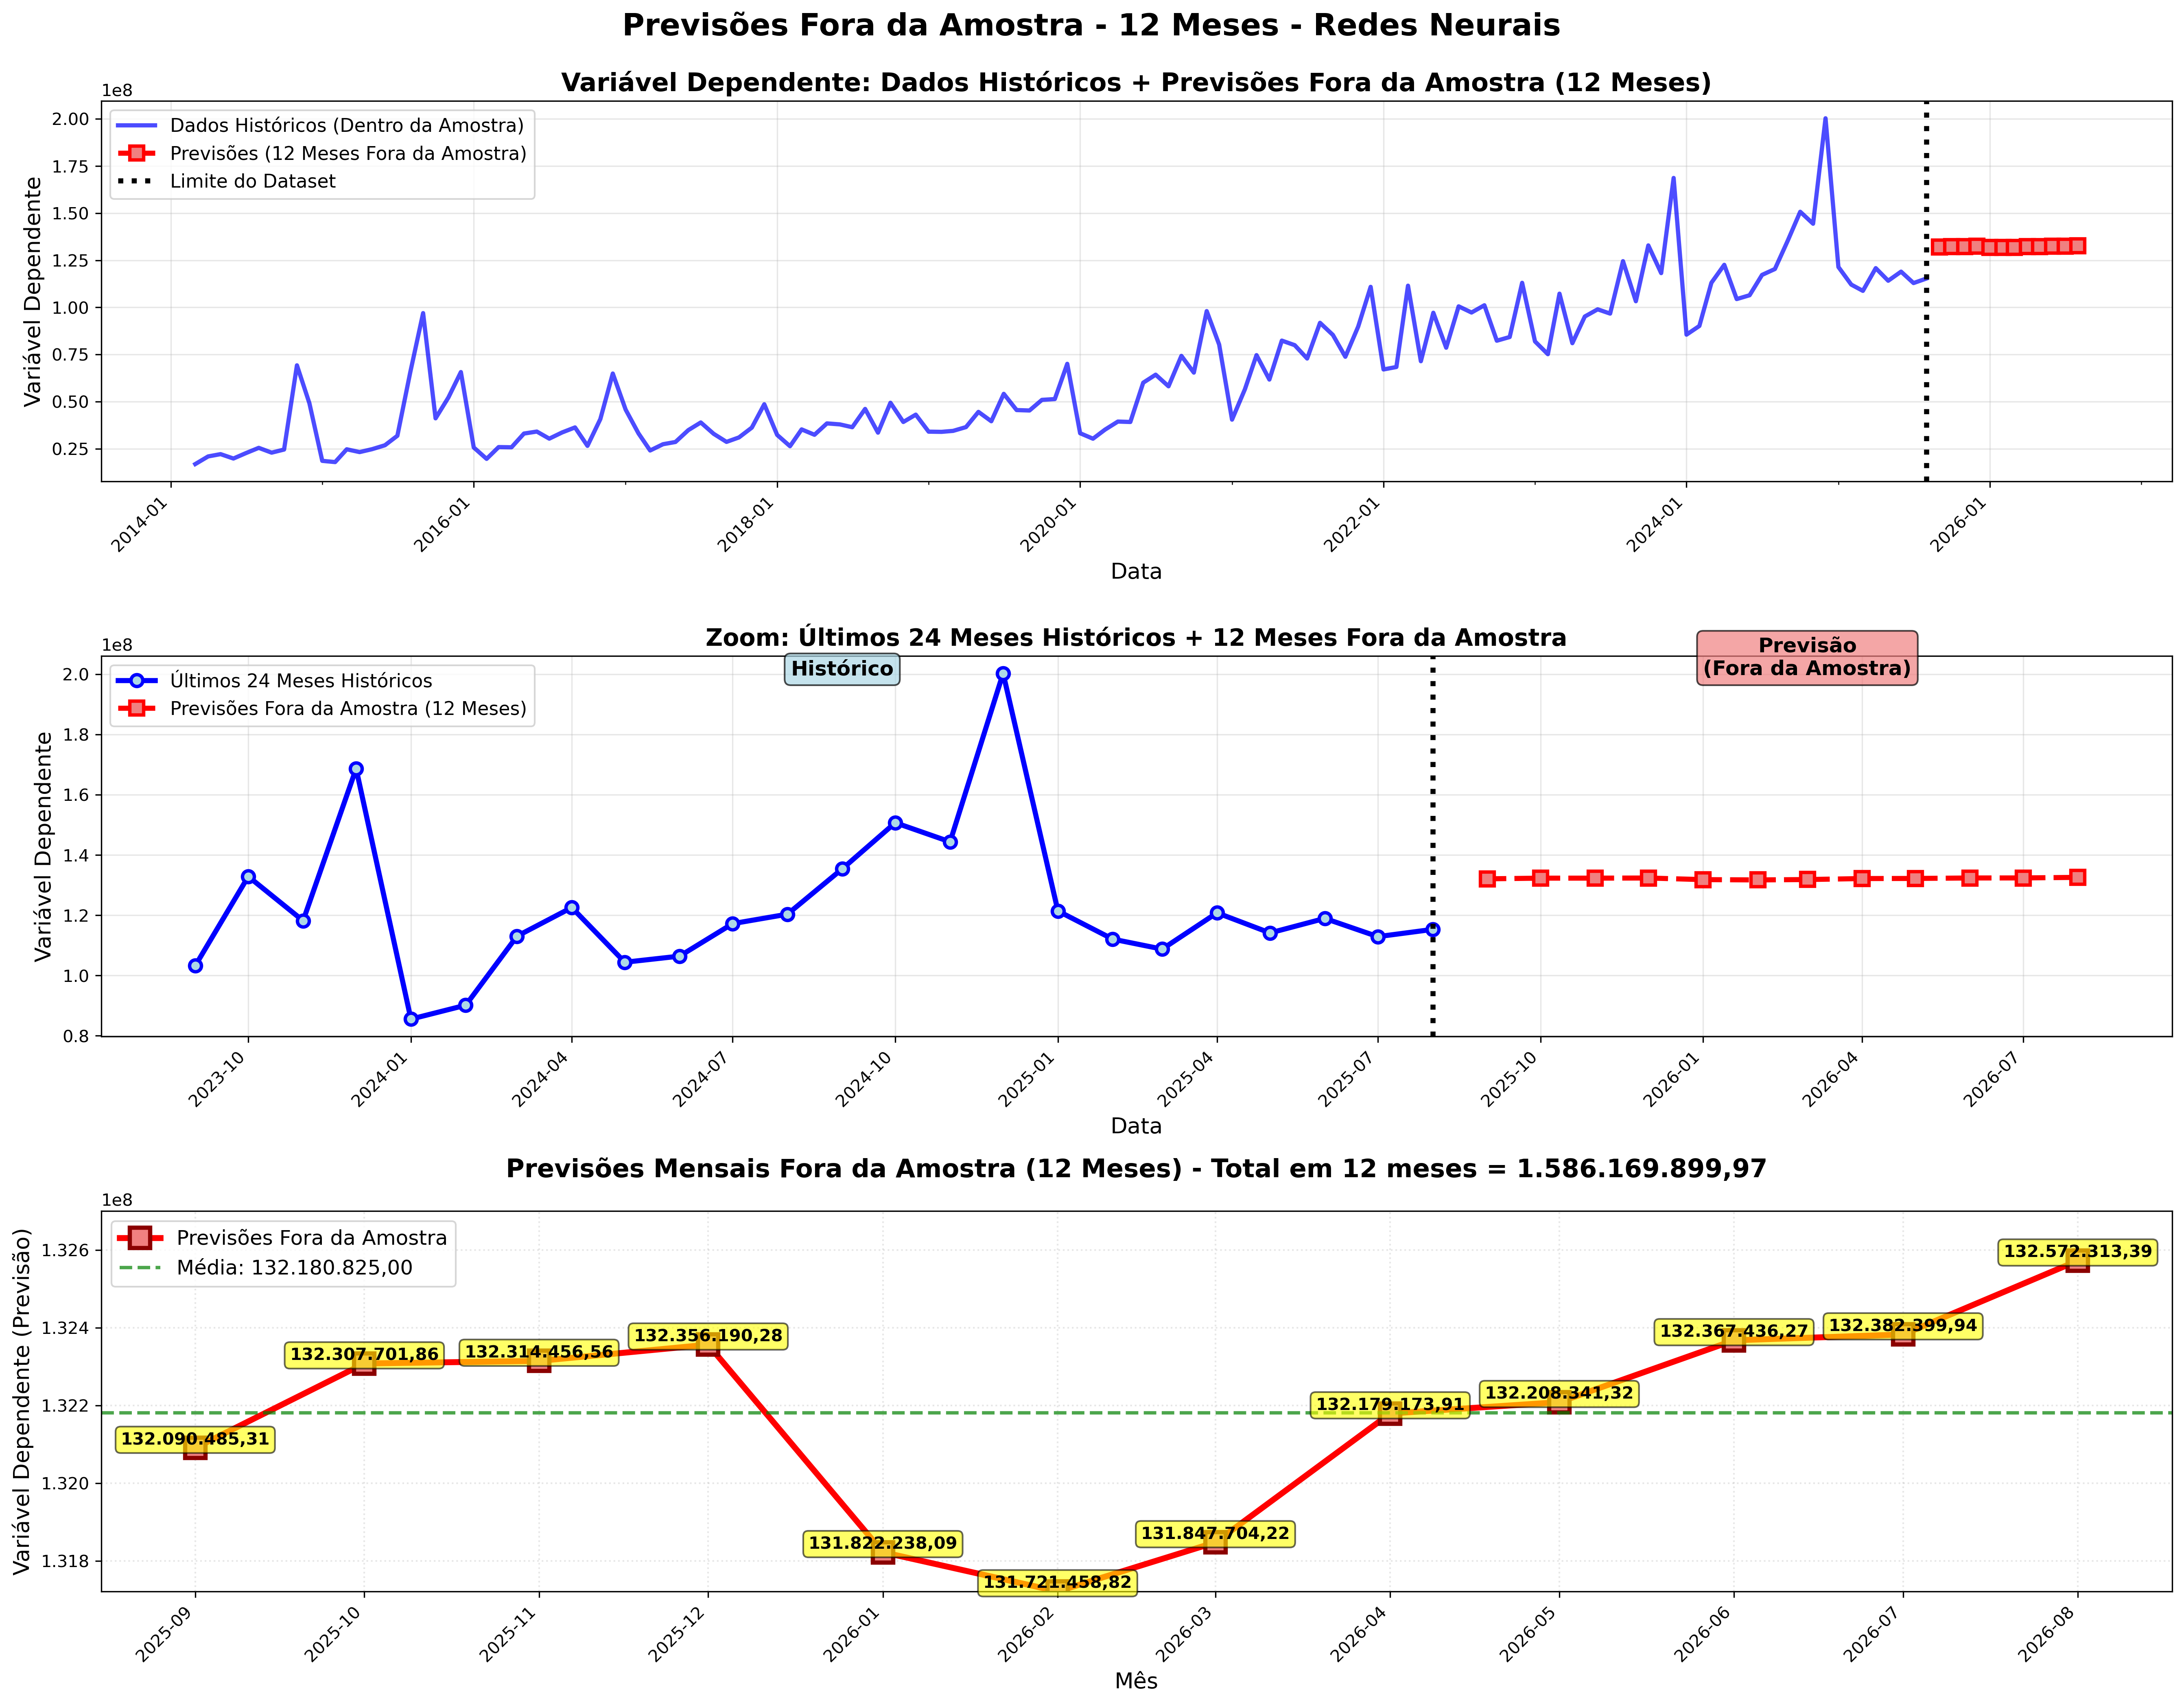 Previsões Fora da Amostra - 12 Meses - Redes Neurais
Variável Dependente: Dados Históricos + Previsões Fora da Amostra (12 Meses)
1e8
Dados Históricos (Dentro da Amostra)
Previsões (12 Meses Fora da Amostra)
Limite do Dataset
Variável Dependente
2.00
1.75
1.50
1.25
1.00
0.75
0.50
0.25
2014-01
2016-01
2018-01
2020-01
2022-01
2024-01
2026-01
Data
Zoom: Últimos 24 Meses Históricos + 12 Meses Fora da Amostra
1e8
Últimos 24 Meses Históricos
Previsões Fora da Amostra (12 Meses)
Histórico
Previsão
(Fora da Amostra)
Variável Dependente
2.0
1.8
1.6
1.4
1.2
1.0
0.8
2023-10
2024-01
2024-04
2024-07
2024-10
2025-01
2025-04
2025-07
2025-10
2026-01
2026-04
2026-07
Data
Previsões Mensais Fora da Amostra (12 Meses) - Total em 12 meses = 1.586.169.899,97
1e8
Previsões Fora da Amostra
Média: 132.180.825,00
Variável Dependente (Previsão)
1.326
1.324
1.322
1.320
1.318
132.090.485,31
132.307.701,86
132.314.456,56
132.356.190,28
131.822.238,09
131.721.458,82
131.847.704,22
132.179.173,91
132.208.341,32
132.367.436,27
132.382.399,94
132.572.313,39
2025-09
2025-10
2025-11
2025-12
2026-01
2026-02
2026-03
2026-04
2026-05
2026-06
2026-07
2026-08
Mês